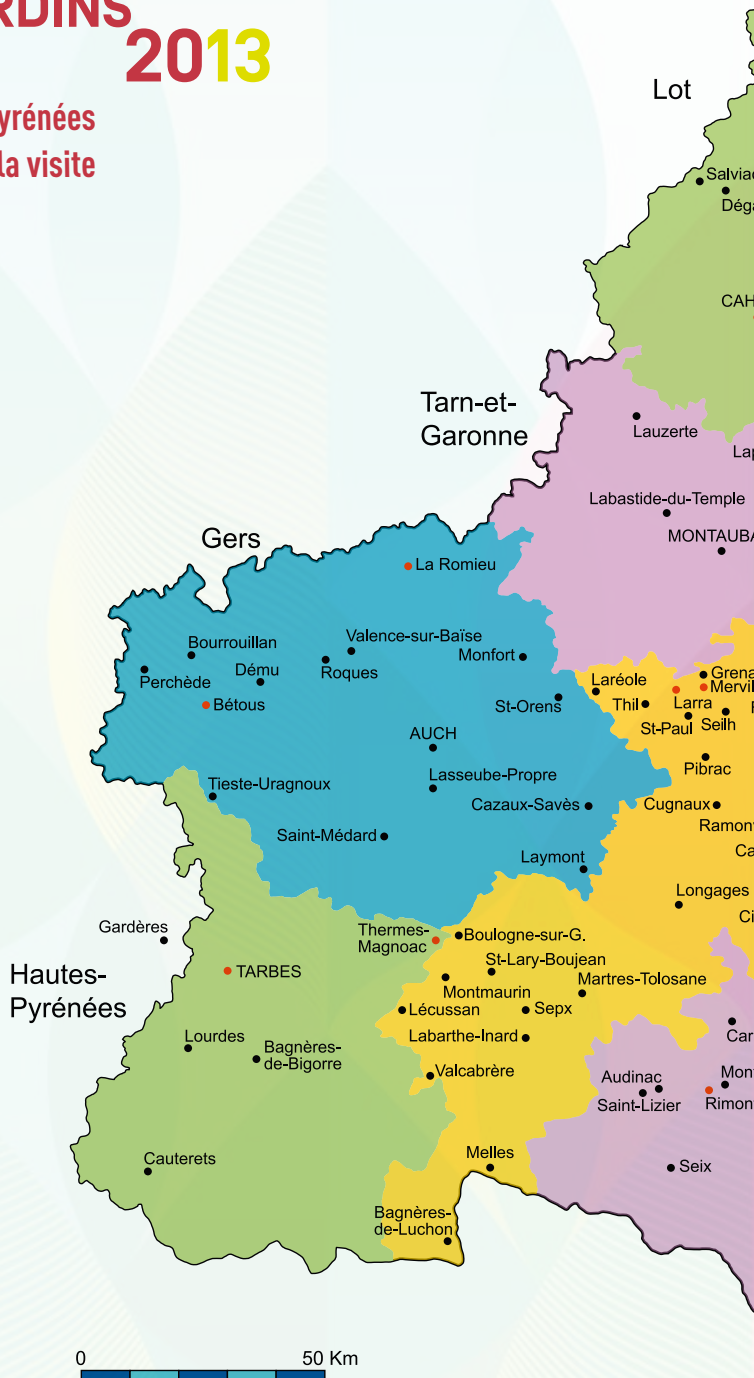 RDINS
2013
yrénées
la visite
Lot
Salviac
Déga
CAH
Tarn-et-
Garonne
Lauzerte
Lap
Labastide-du-Temple
MONTAUBA
Gers
La Romieu
Bourrouillan
Valence-sur-Baïse
Monfort
Perchède
Dému
Roques
Bétous
St-Orens
Laréole
Grena
Mervil
Thil
Larra
St-Paul
Seilh
AUCH
Pibrac
Tieste-Uragnoux
Lasseube-Propre
Cazaux-Savès
Cugnaux
Ramonv
Saint-Médard
Ca
Laymont
Longages
Ci
Gardères
Thermes-
Magnoac
Boulogne-sur-G.
St-Lary-Boujean
Hautes-
Pyrénées
TARBES
Montmaurin
Martres-Tolosane
Lécussan
Sepx
Lourdes
Bagnères-
de-Bigorre
Labarthe-Inard
Car
Valcabrère
Audinac
Mont
Saint-Lizier
Rimont
Cauterets
Melles
Seix
Bagnères-
de-Luchon
0 50 Km